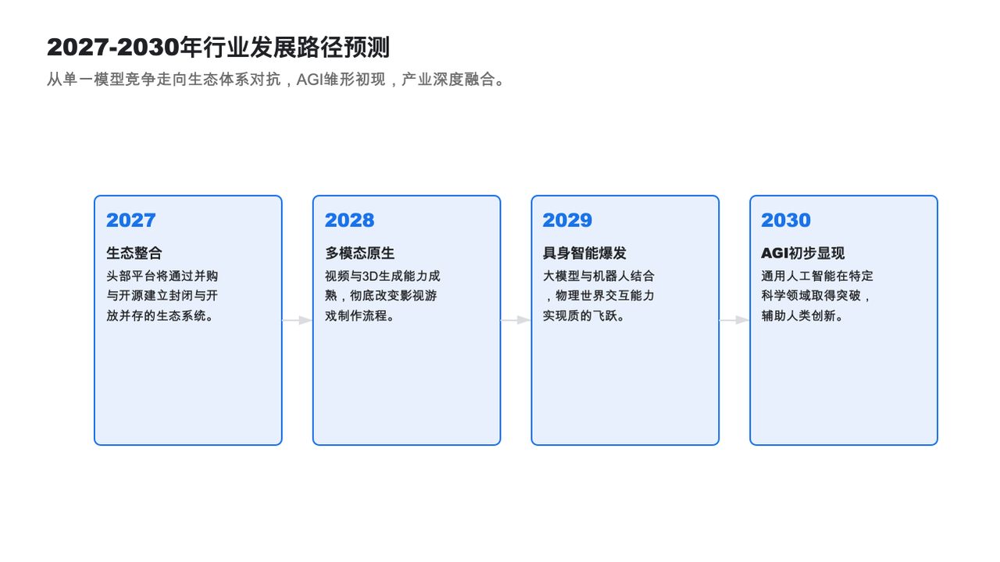 2027-2030年行业发展路径预测
从单一模型竞争走向生态体系对抗，AGI雏形初现，产业深度融合。
2027
生态整合
头部平台将通过并购
与开源建立封闭与开
放并存的生态系统。
2028
多模态原生
视频与3D生成能力成
熟，彻底改变影视游
戏制作流程。
2029
具身智能爆发
大模型与机器人结合
，物理世界交互能力
实现质的飞跃。
2030
AGI初步显现
通用人工智能在特定
科学领域取得突破，
辅助人类创新。